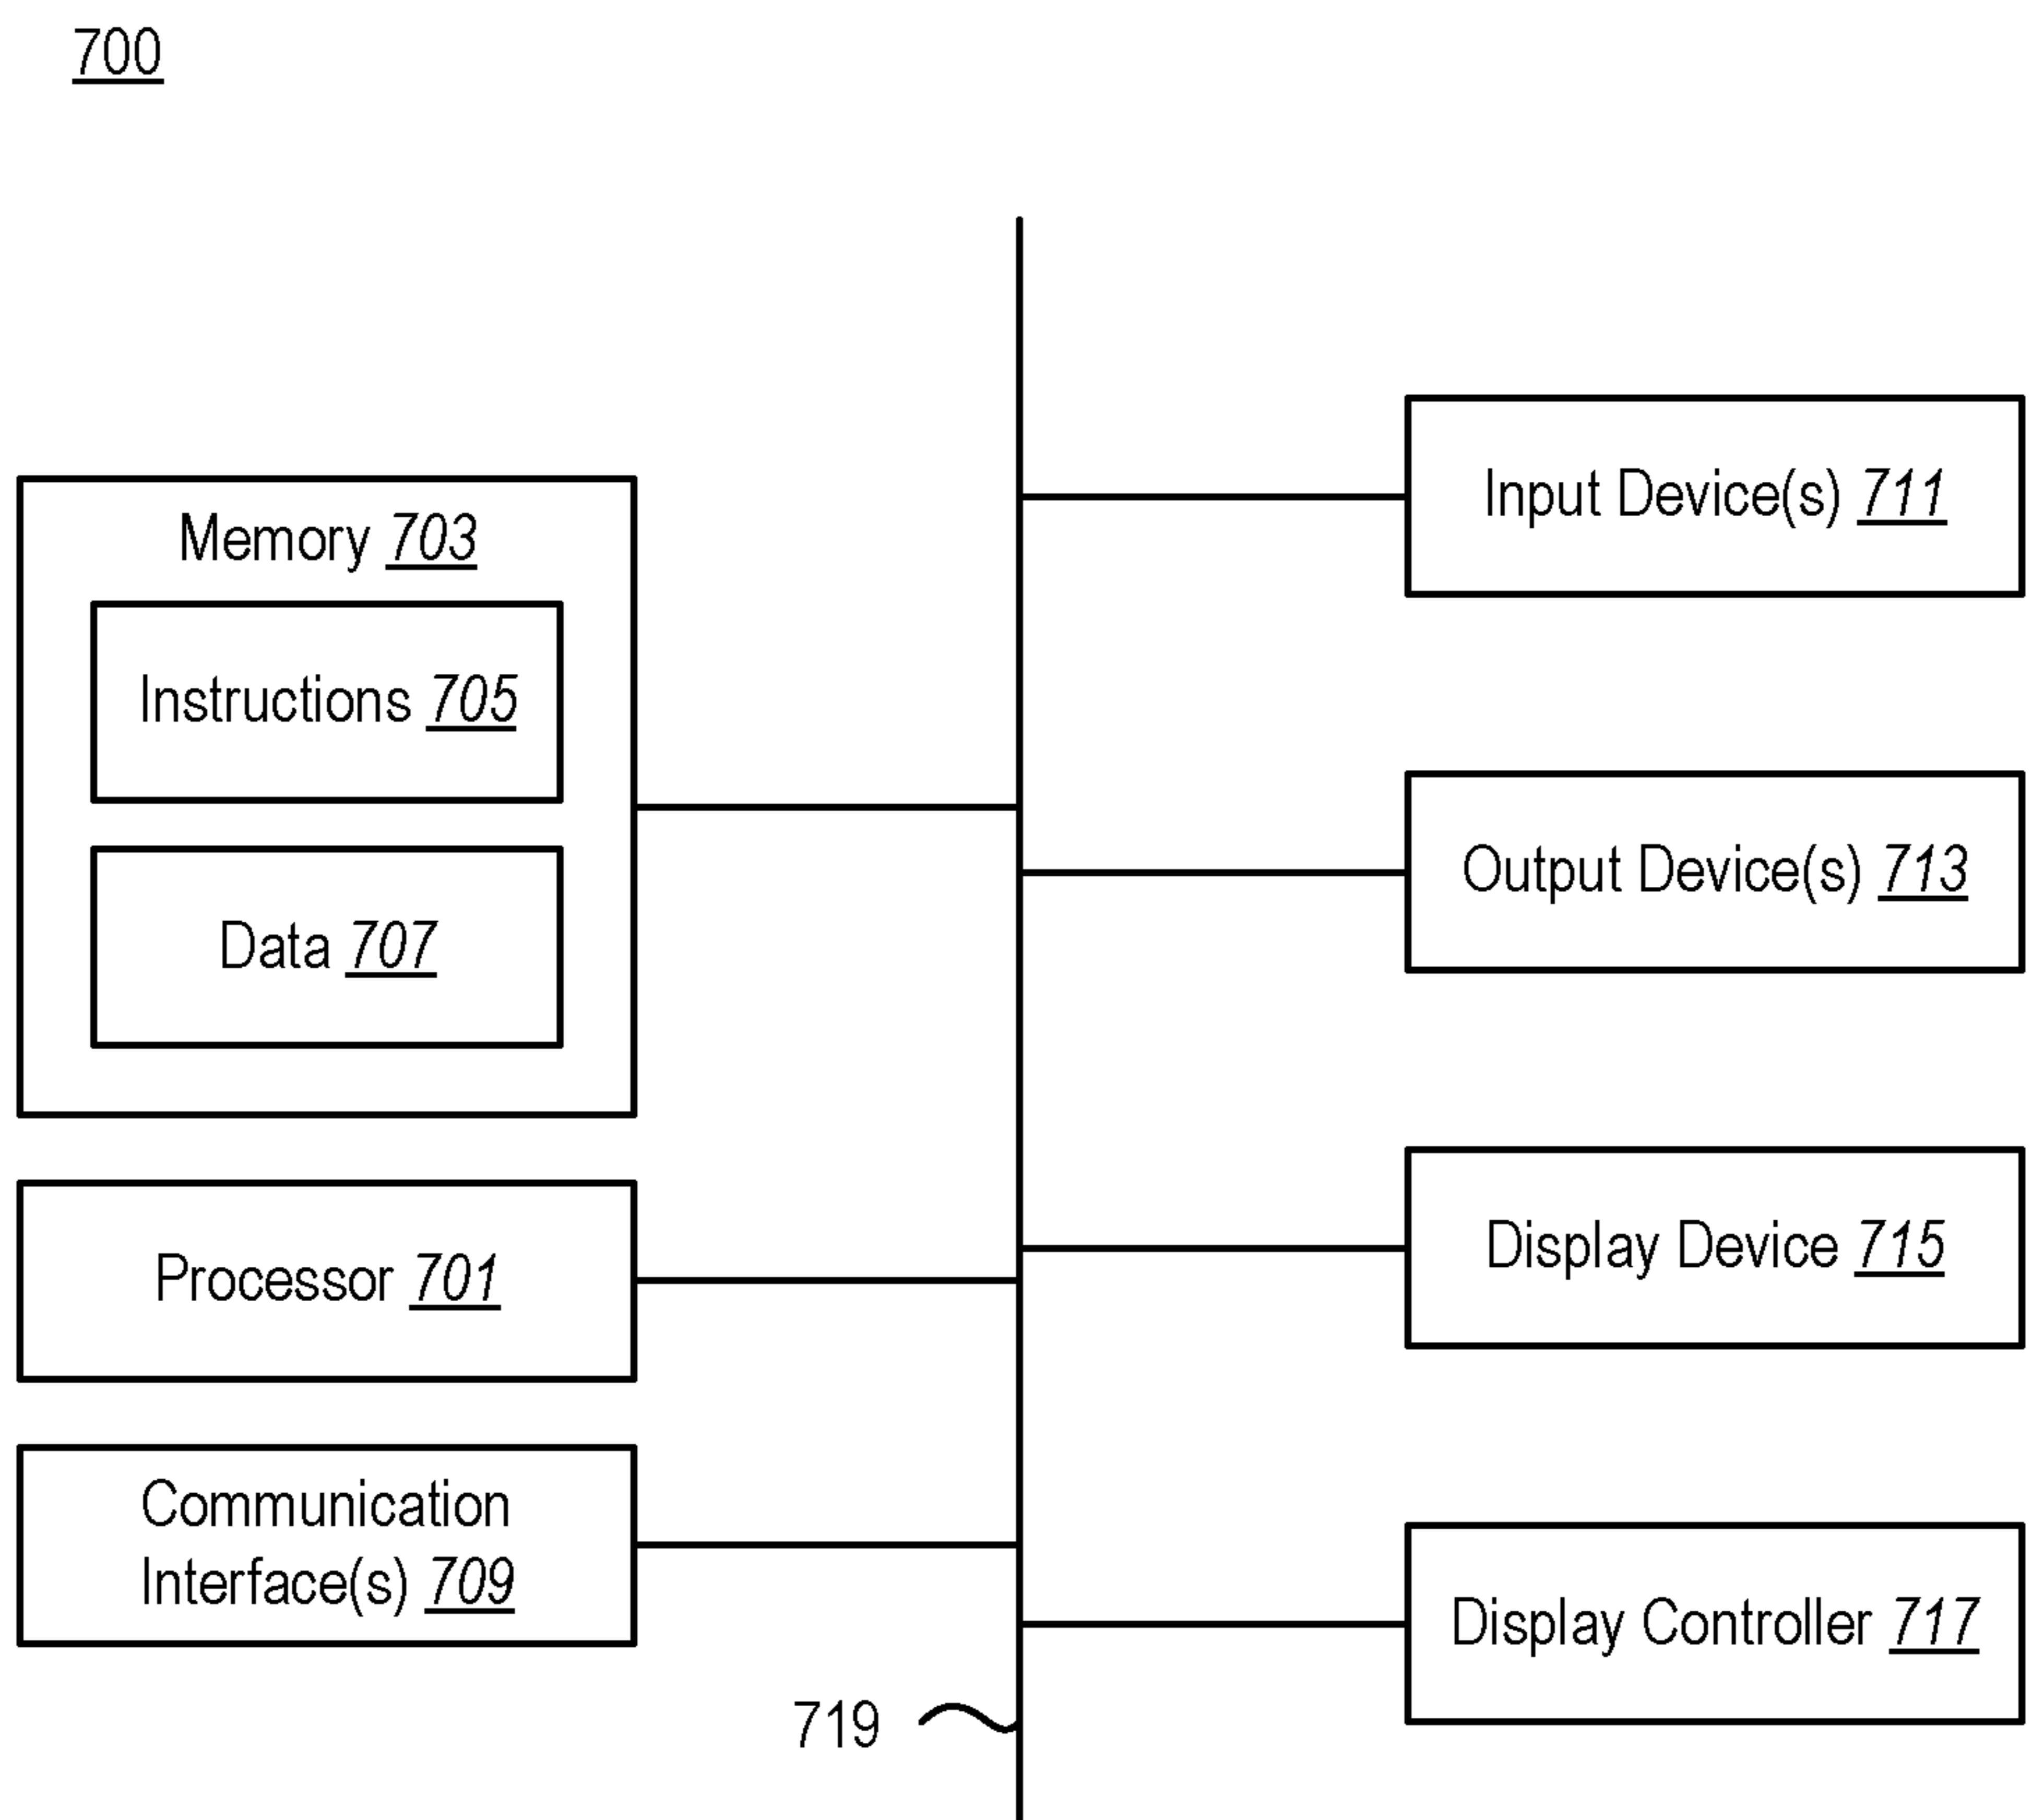 700
Memory 703
Instructions 705
Data 707
Processor 701
Communication
Interface(s) 709
Input Device(s) 711
Output Device(s) 713
Display Device 715
Display Controller 717
719